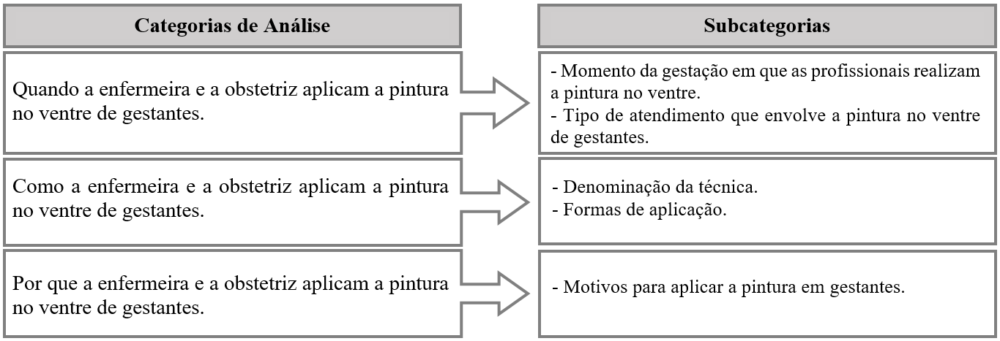 Categorias de Análise
Subcategorias
Quando a enfermeira e a obstetriz aplicam a pintura
no ventre de gestantes.
- Momento da gestação em que as profissionais realizam
a pintura no ventre.
- Tipo de atendimento que envolve a pintura no ventre
de gestantes.
Como a enfermeira e a obstetriz aplicam a pintura
no ventre de gestantes.
- Denominação da técnica.
- Formas de aplicação.
Por que a enfermeira e a obstetriz aplicam a pintura
no ventre de gestantes.
- Motivos para aplicar a pintura em gestantes.